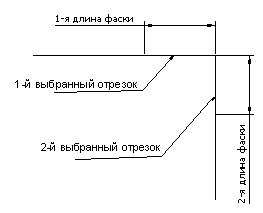 1-я длина фаски
1-й выбранный отрезок
2-й выбранный отрезок
2-я длина фаски